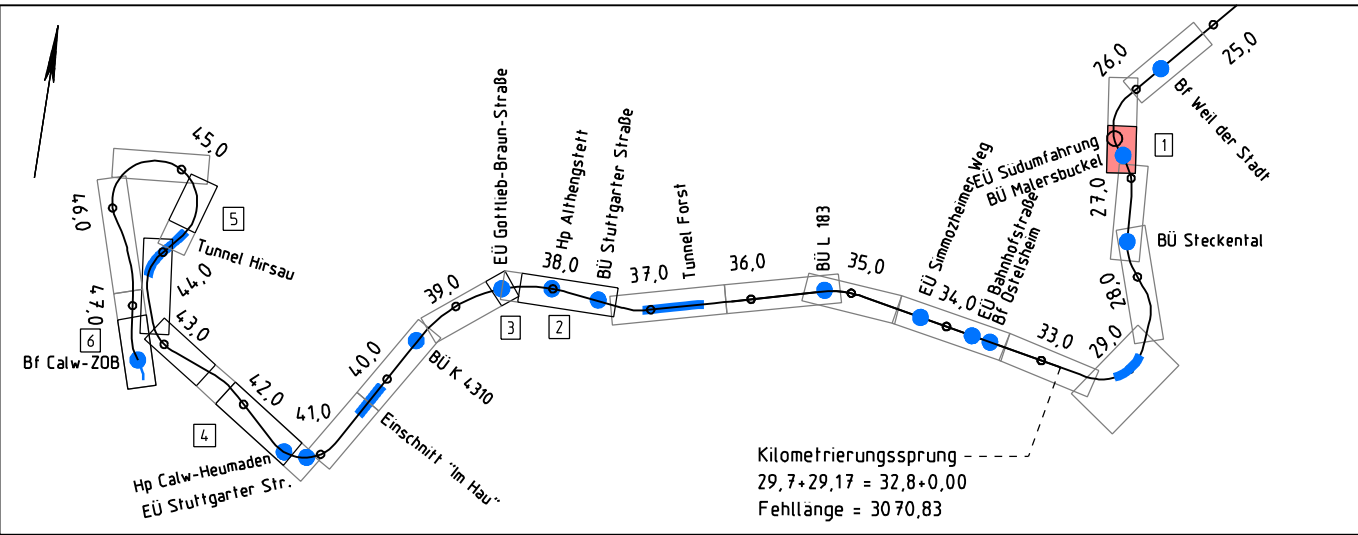 25,0
26,0
Bf Weil der Stadt
EÜ Südumfahrung
BÜ Malersbuckel
1
27,0
BÜ Steckental
28,0
29,0
33,0
EÜ Bahnhofstraße
Bf Ostelsheim
34,0
EÜ Simmozheimer Weg
35,0
BÜ L 183
36,0
Tunnel Forst
37,0
BÜ Stuttgarter Straße
38,0
Hp Althengstett
2
EÜ Gottlieb-Braun-Straße
3
39,0
BÜ K 4310
40,0
Einschnitt "Im Hau"
41,0
Hp Calw-Heumaden
EÜ Stuttgarter Str.
4
42,0
43,0
44,0
Tunnel Hirsau
5
45,0
46,0
47,0
6
Bf Calw-ZOB
Kilometrierungssprung
29,7+29,17 = 32,8+0,00
Fehllänge = 3070,83